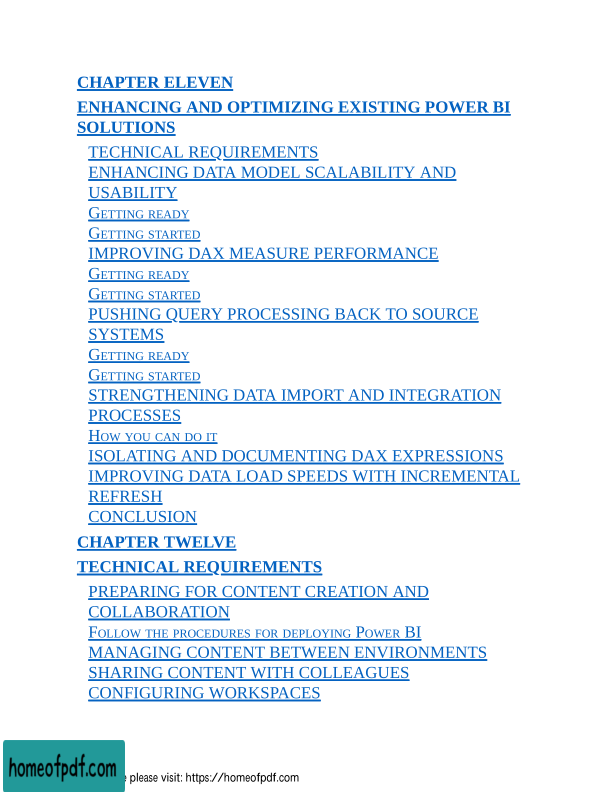 CHAPTER ELEVEN
ENHANCING AND OPTIMIZING EXISTING POWER BI
SOLUTIONS
TECHNICAL REQUIREMENTS
ENHANCING DATA MODEL SCALABILITY AND
USABILITY
GETTING READY
GETTING STARTED
IMPROVING DAX MEASURE PERFORMANCE
GETTING READY
GETTING STARTED
PUSHING QUERY PROCESSING BACK TO SOURCE
SYSTEMS
GETTING READY
GETTING STARTED
STRENGTHENING DATA IMPORT AND INTEGRATION
PROCESSES
HOW YOU CAN DO IT
ISOLATING AND DOCUMENTING DAX EXPRESSIONS
IMPROVING DATA LOAD SPEEDS WITH INCREMENTAL
REFRESH
CONCLUSION
CHAPTER TWELVE
TECHNICAL REQUIREMENTS
PREPARING FOR CONTENT CREATION AND
COLLABORATION
FOLLOW THE PROCEDURES FOR DEPLOYING POWER BI
MANAGING CONTENT BETWEEN ENVIRONMENTS
SHARING CONTENT WITH COLLEAGUES
CONFIGURING WORKSPACES
homeofpdf.com
please visit: https://homeofpdf.com